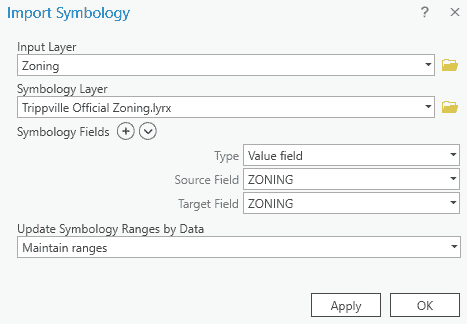 Import Symbology ? ×
Input Layer
Zoning
Symbology Layer
Trippville Official Zoning.lyrx
Symbology Fields
Type Value field
Source Field ZONING
Target Field ZONING
Update Symbology Ranges by Data
Maintain ranges
Apply OK